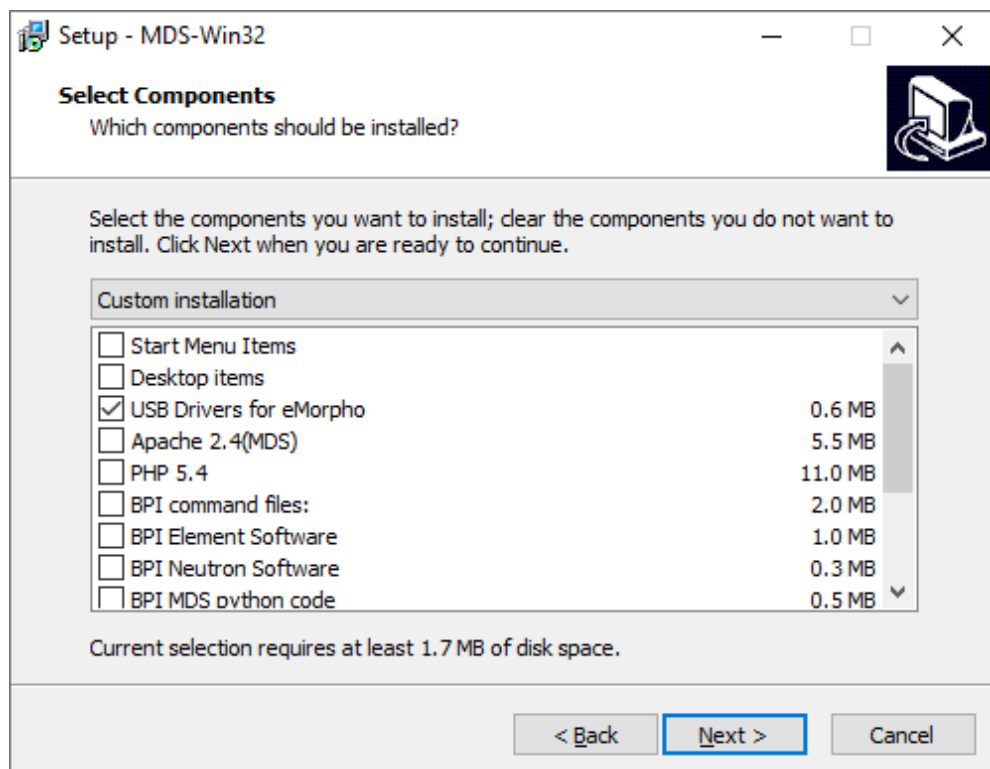 Setup - MDS-Win32
Select Components
Which components should be installed?
Select the components you want to install; clear the components you do not want to
install. Click Next when you are ready to continue.
Custom installation
Start Menu Items
Desktop items
USB Drivers for eMorpho 0.6 MB
Apache 2.4(MDS) 5.5 MB
PHP 5.4 11.0 MB
BPI command files: 2.0 MB
BPI Element Software 1.0 MB
BPI Neutron Software 0.3 MB
BPI MDS python code 0.5 MB
Current selection requires at least 1.7 MB of disk space.
< Back Next > Cancel